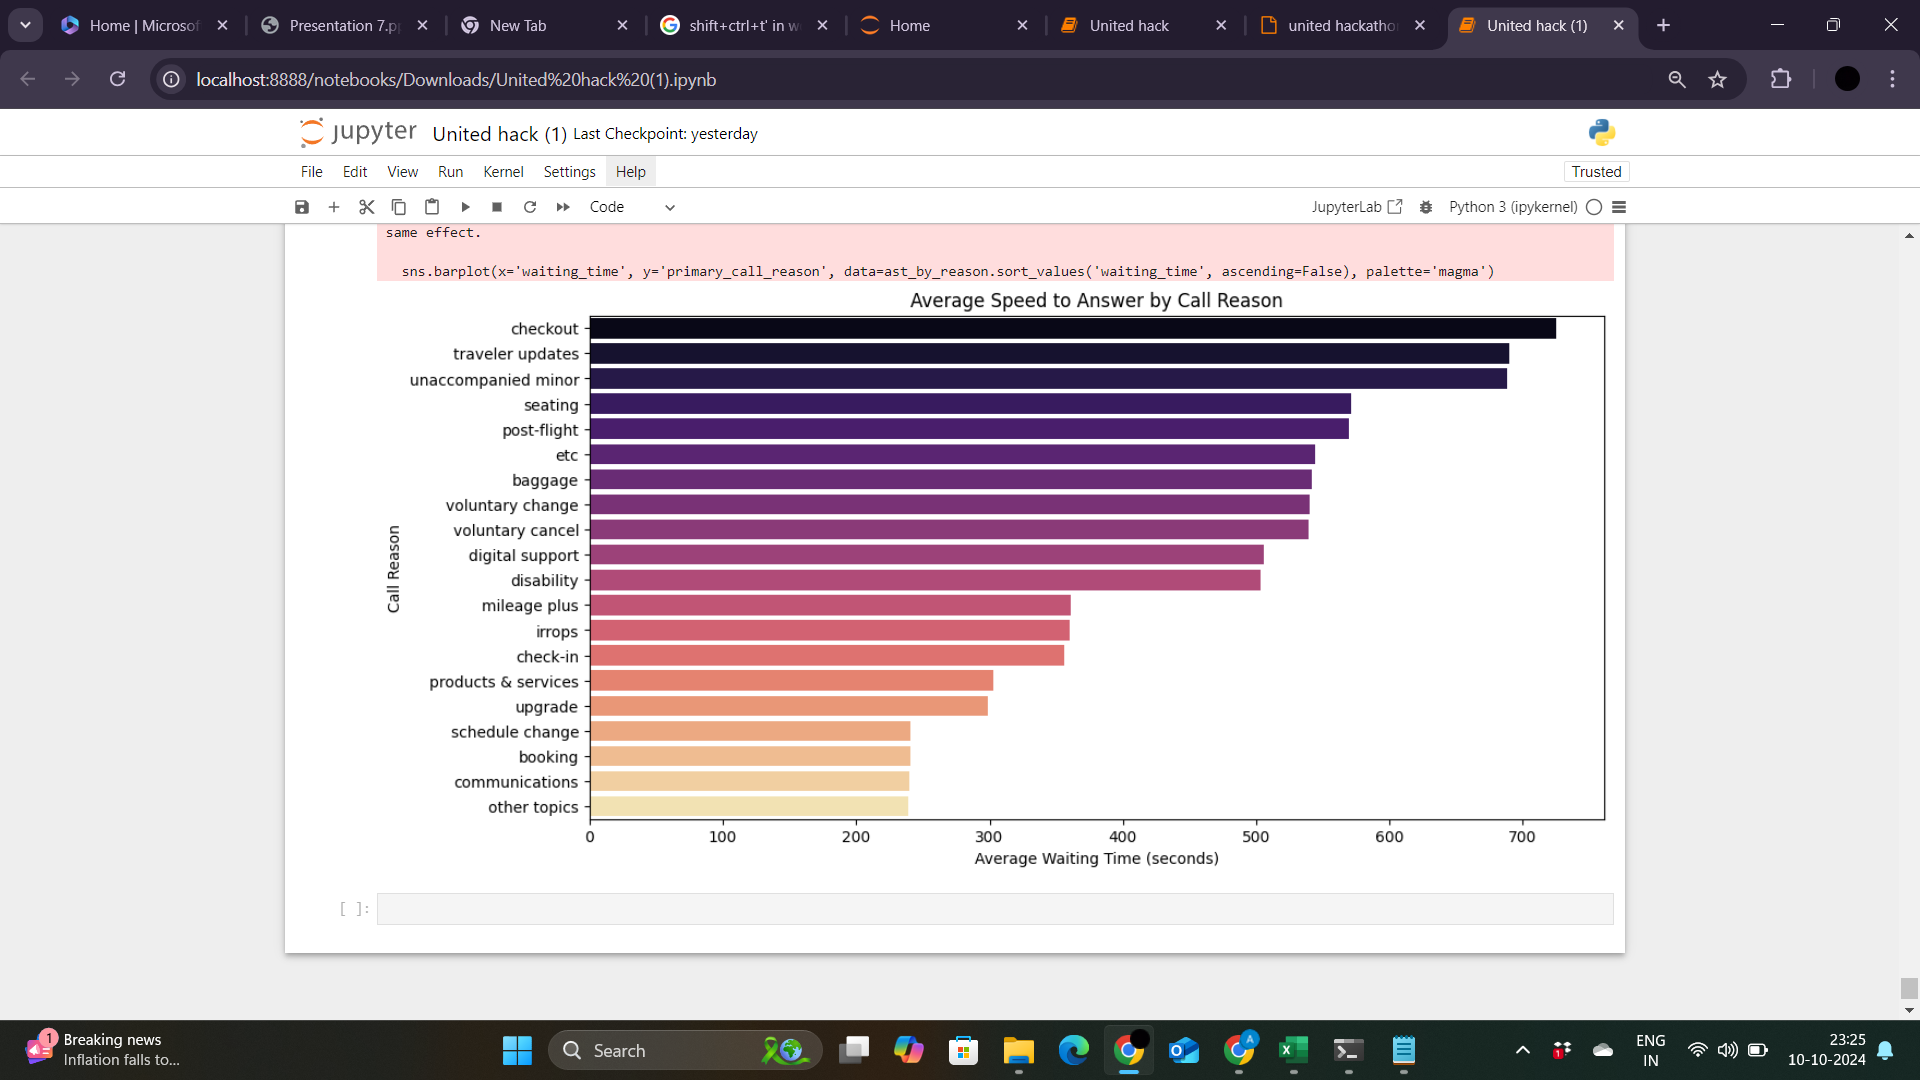 Home | Microsof
Presentation 7.p
New Tab
shift+ctrl+t' in w
Home
United hack
united hackatho
United hack (1)
localhost:8888/notebooks/Downloads/United%20hack%20(1).ipynb
jupyter United hack (1) Last Checkpoint: yesterday
File Edit View Run Kernel Settings Help
Trusted
Code
JupyterLab
Python 3 (ipykernel)
same effect.
sns.barplot(x='waiting_time', y='primary_call_reason', data=ast_by_reason.sort_values('waiting_time', ascending=False), palette='magma')
Average Speed to Answer by Call Reason
checkout
traveler updates
unaccompanied minor
seating
post-flight
etc
baggage
voluntary change
voluntary cancel
digital support
disability
mileage plus
irrops
check-in
products & services
upgrade
schedule change
booking
communications
other topics
Call Reason
0 100 200 300 400 500 600 700
Average Waiting Time (seconds)
[ ]:
1
Breaking news
Inflation falls to...
Search
A
1
ENG
IN
23:25
10-10-2024